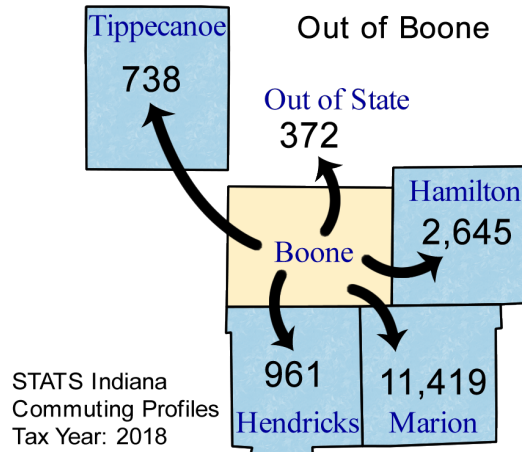 Tippecanoe
738
Out of Boone
Out of State
372
Hamilton
2,645
Boone
961
Hendricks
11,419
Marion
STATS Indiana
Commuting Profiles
Tax Year: 2018